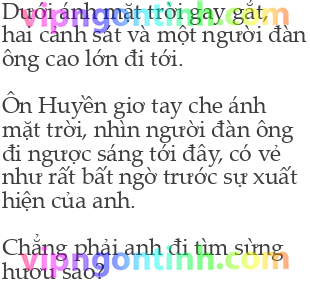 Dưới ánh mặt trời gay gắt
vipngontinh.com
hai cảnh sát và một người đàn
ông cao lớn đi tới.
Ôn Huyền giơ tay che ánh
mặt trời, nhìn người đàn ông
đi ngược sáng tới đây, có vẻ
như rất bất ngờ trước sự xuất
hiện của anh.
Chẳng phải anh đi tìm sừng
vipngontinh.com
hươu sao?